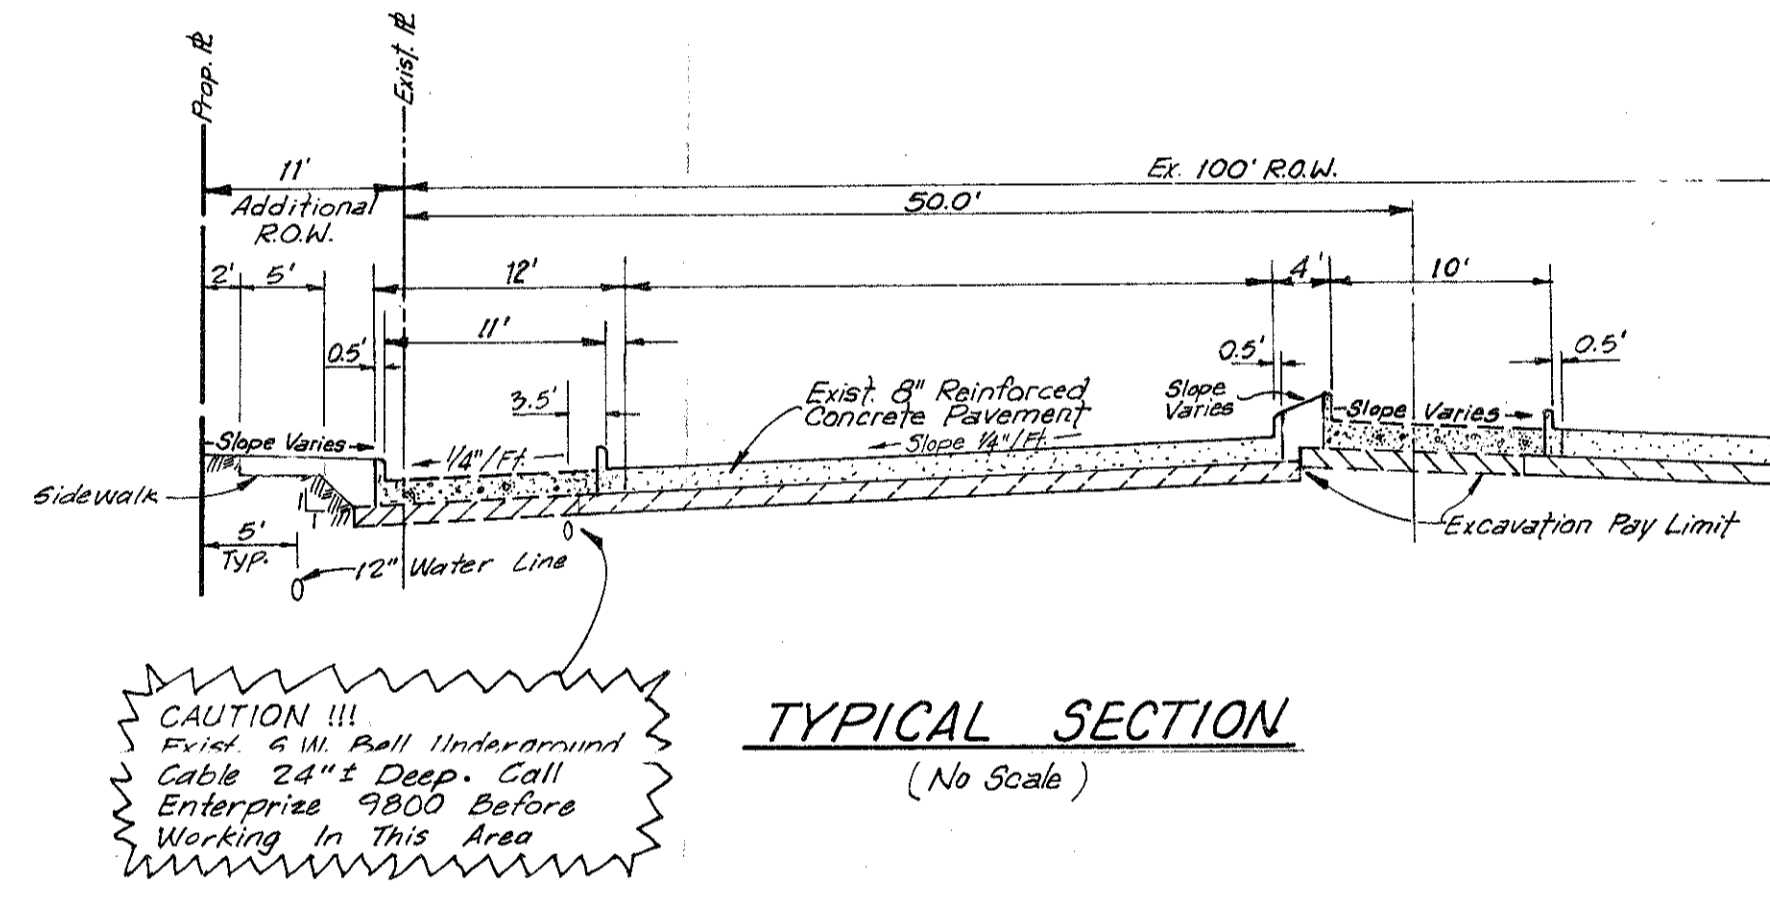 Prop. ℄
Exist. ℄
11'
Additional
R.O.W.
Ex. 100' R.O.W.
50.0'
2'
5'
12'
4'
10'
11'
0.5'
0.5'
0.5'
3.5'
Exist. 8" Reinforced
Concrete Pavement
Slope
Varies
Slope Varies
Slope Varies
1/4"/Ft.
Slope 1/4"/Ft.
Sidewalk
5'
Typ.
12" Water Line
Excavation Pay Limit
CAUTION !!!
Exist. S.W. Bell Underground
Cable 24"± Deep. Call
Enterprize 9800 Before
Working In This Area
TYPICAL SECTION
(No Scale)